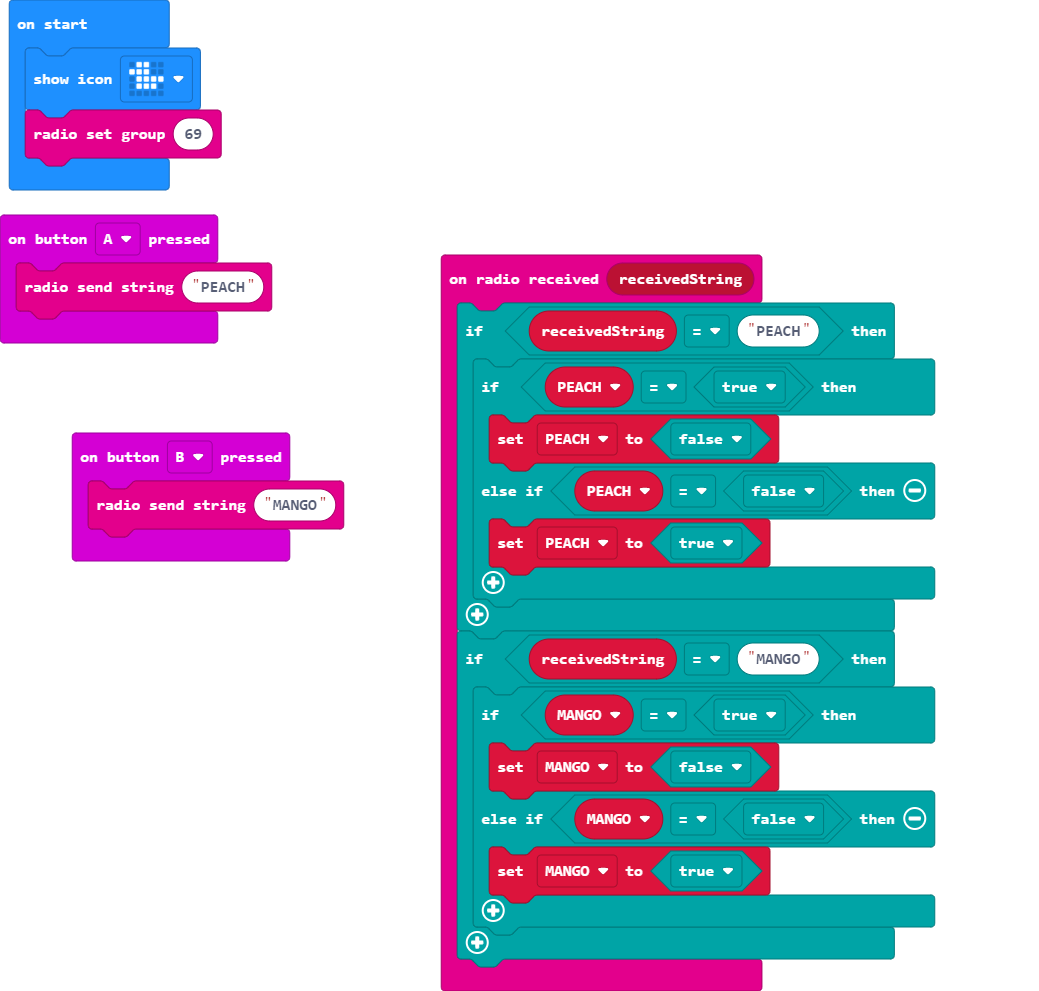 on start
show icon
radio set group 69
on button A pressed
radio send string "PEACH"
on button B pressed
radio send string "MANGO"
on radio received receivedString
if receivedString = "PEACH" then
if PEACH = true then
set PEACH to false
else if PEACH = false then
set PEACH to true
if receivedString = "MANGO" then
if MANGO = true then
set MANGO to false
else if MANGO = false then
set MANGO to true